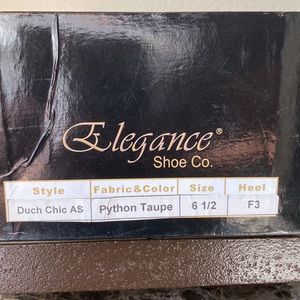 Elegance®
Shoe Co.
Style Fabric&Color Size Heel
Duch Chic AS Python Taupe 6 1/2 F3